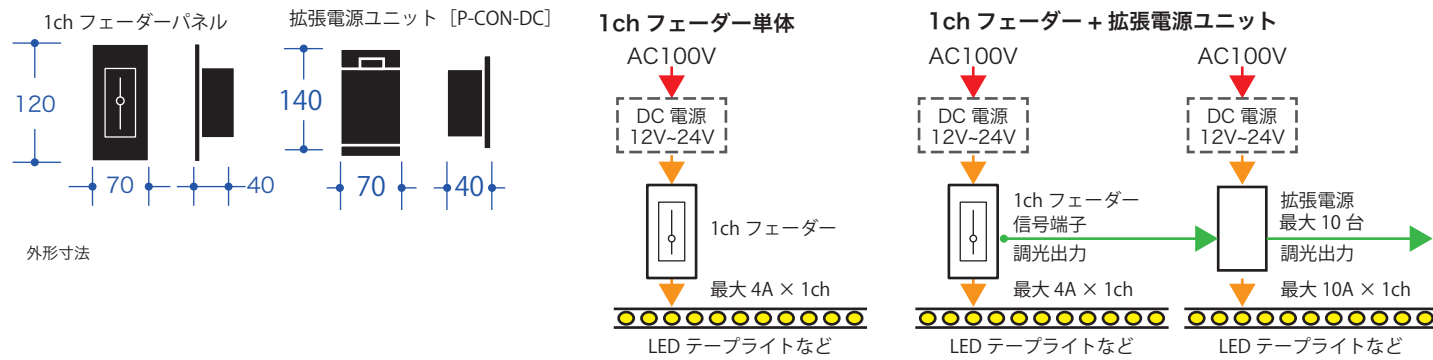 1ch フェーダーパネル
120
70
40
外形寸法
拡張電源ユニット［P-CON-DC］
140
70
40
1ch フェーダー単体
AC100V
DC 電源
12V~24V
1ch フェーダー
最大 4A × 1ch
LED テープライトなど
1ch フェーダー + 拡張電源ユニット
AC100V
DC 電源
12V~24V
1ch フェーダー
信号端子
調光出力
最大 4A × 1ch
LED テープライトなど
AC100V
DC 電源
12V~24V
拡張電源
最大 10 台
調光出力
最大 10A × 1ch
LED テープライトなど